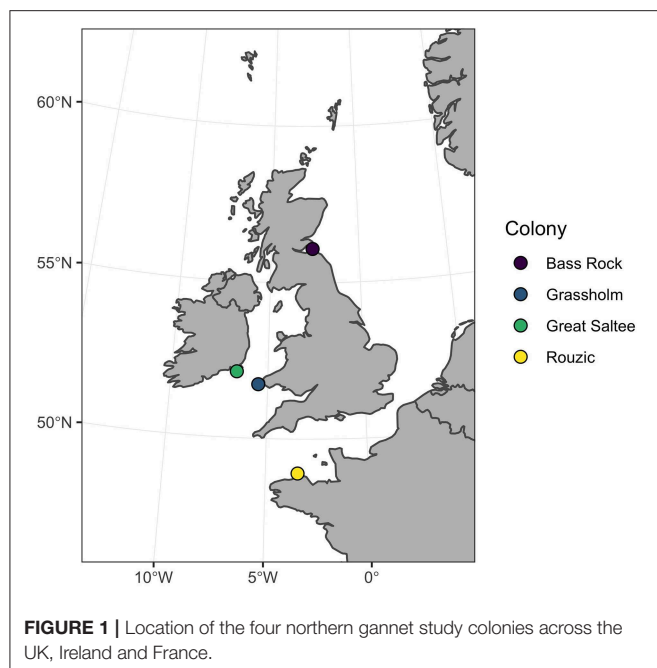 60°N
55°N
50°N
10°W
5°W
0°
Colony
Bass Rock
Grassholm
Great Saltee
Rouzic
FIGURE 1 | Location of the four northern gannet study colonies across the
UK, Ireland and France.